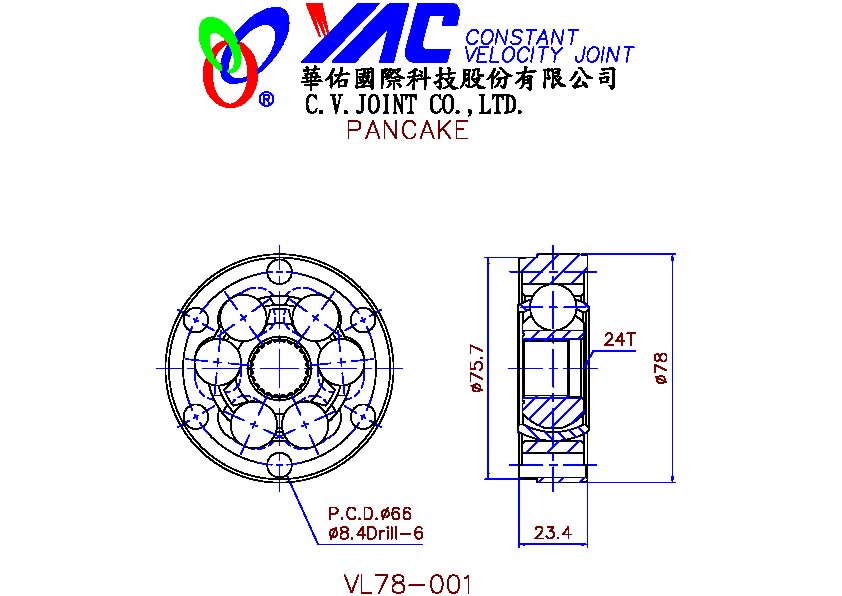 YAC CONSTANT
VELOCITY JOINT
®
華佑國際科技股份有限公司
C.V.JOINT CO.,LTD.
PANCAKE
24T
ø75.7
ø78
P.C.D.ø66
ø8.4Drill-6
23.4
VL78-001